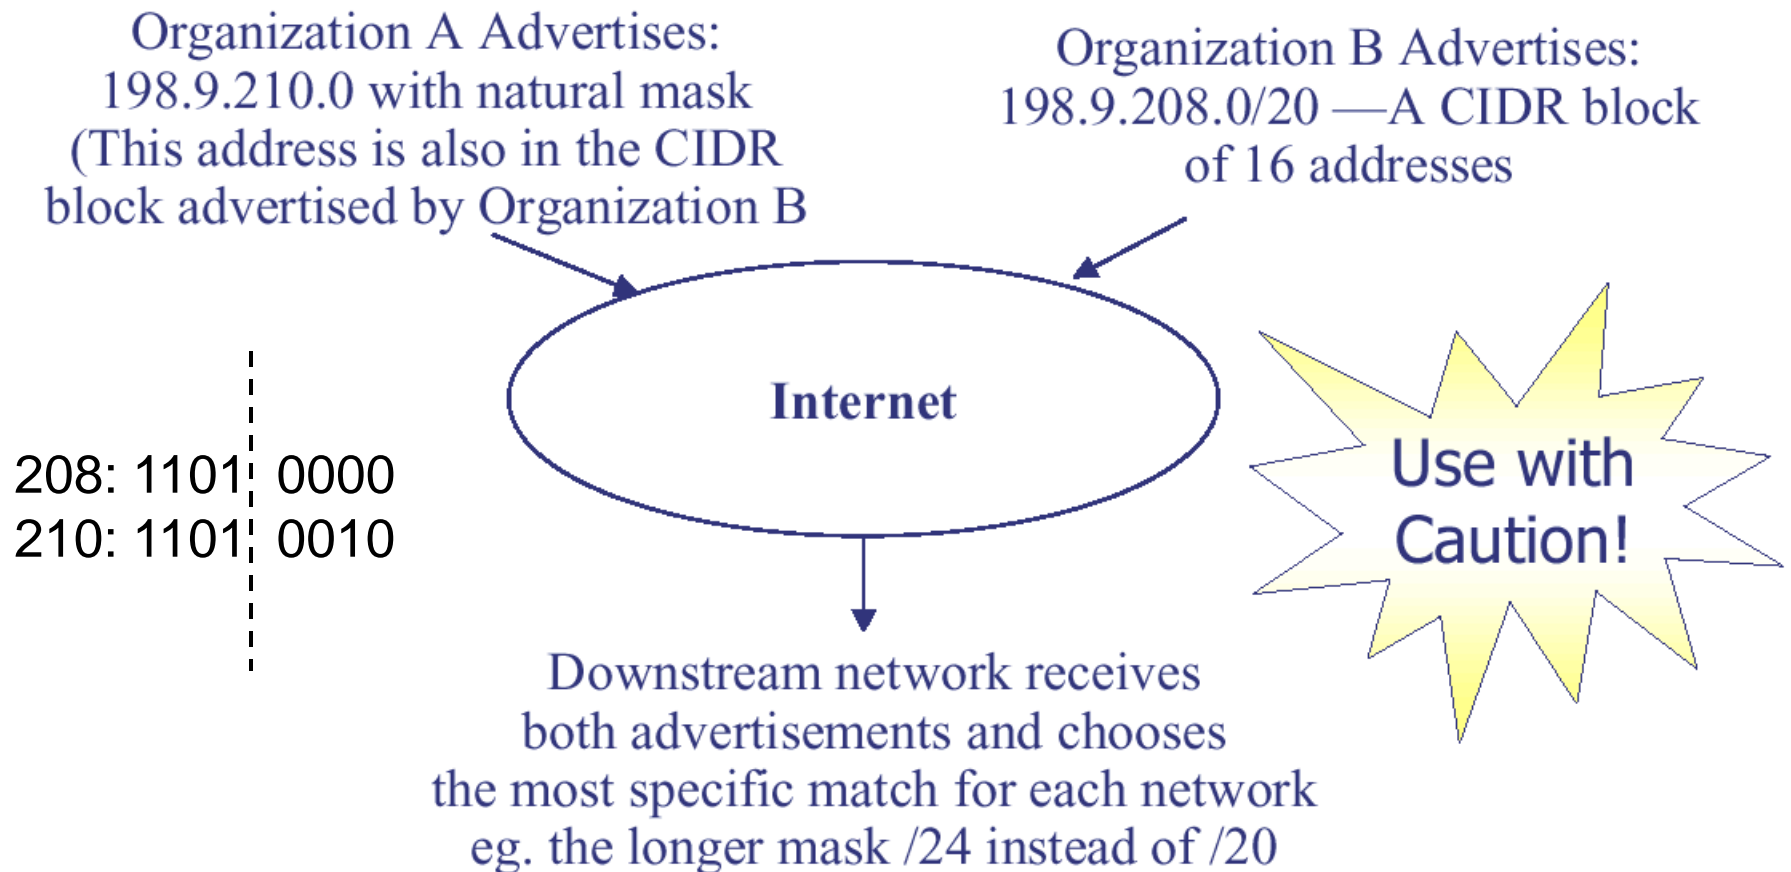 Organization A Advertises:
198.9.210.0 with natural mask
(This address is also in the CIDR
block advertised by Organization B
Organization B Advertises:
198.9.208.0/20 —A CIDR block
of 16 addresses
Internet
208: 1101 0000
210: 1101 0010
Use with
Caution!
Downstream network receives
both advertisements and chooses
the most specific match for each network
eg. the longer mask /24 instead of /20